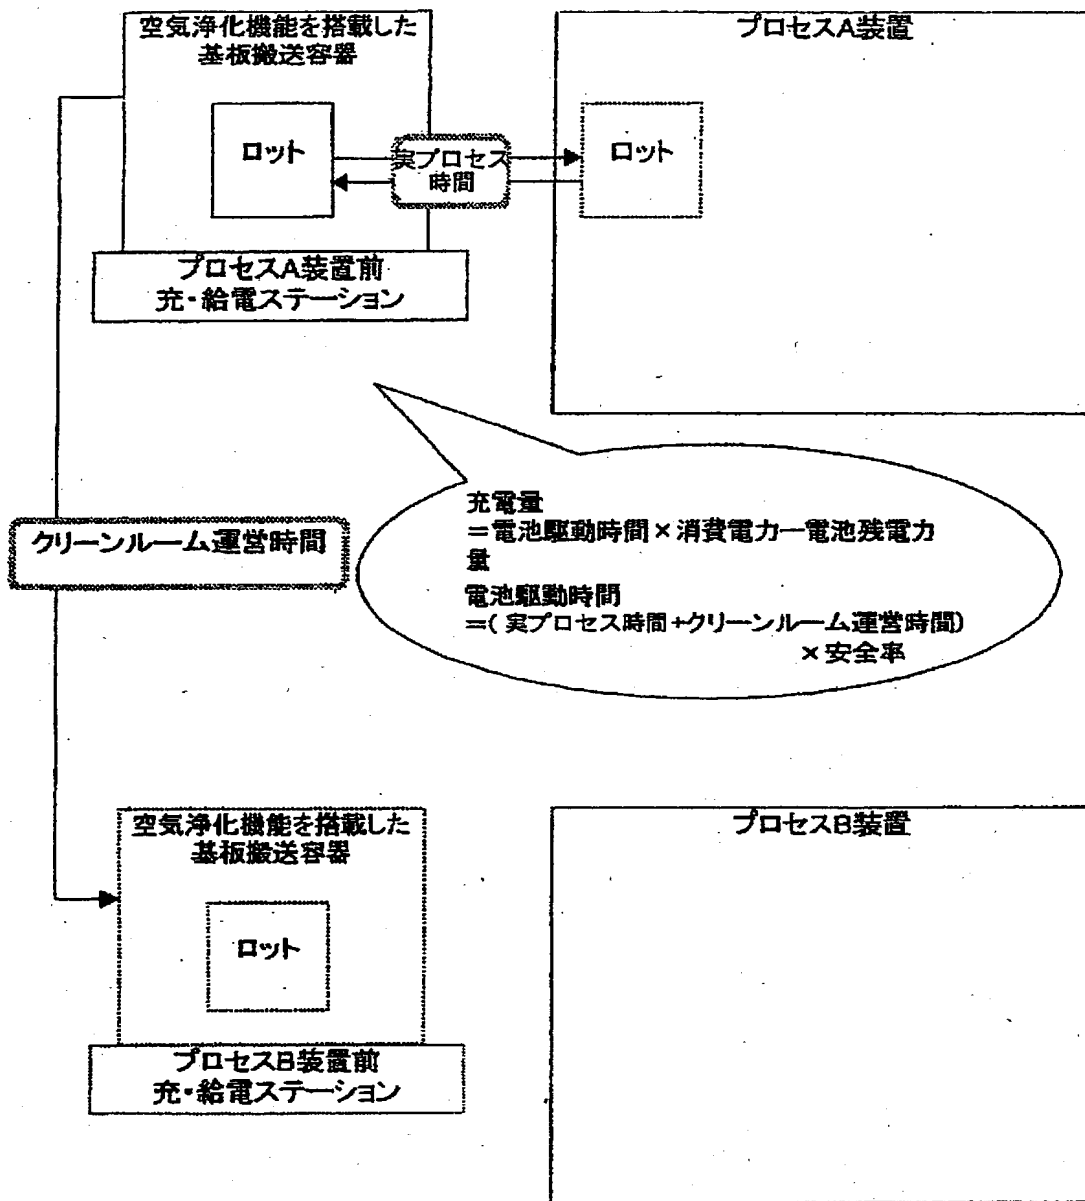 空気浄化機能を搭載した
基板搬送容器
プロセスA装置
ロット
実プロセス
時間
ロット
プロセスA装置前
充・給電ステーション
充電量
=電池駆動時間×消費電力ー電池残電力
量
電池駆動時間
=(実プロセス時間+クリーンルーム運営時間)
×安全率
クリーンルーム運営時間
空気浄化機能を搭載した
基板搬送容器
プロセスB装置
ロット
プロセスB装置前
充・給電ステーション